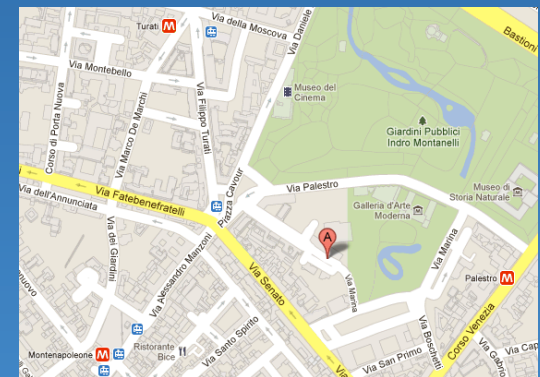 Via della Moscova
Turati M
Via Daniele
Bastioni
Via Montebello
Corso di Porta Nuova
Via Marco De Marchi
Via Filippo Turati
Museo del
Cinema
Giardini Pubblici
Indro Montanelli
Via Palestro
Museo di
Storia Naturale
Via Fatebenefratelli
Piazza Cavour
Galleria d'Arte
Moderna
Via dell'Annunciata
Via dei Giardini
Via Alessandro Manzoni
A
Via Marina
Via Marina
Via Senato
Palestro M
Corso Venezia
Via Boschetti
Via Santo Spirito
Ristorante
Bice
Montenapoleone M
Via San Primo
Via Gabrio
Via Cap